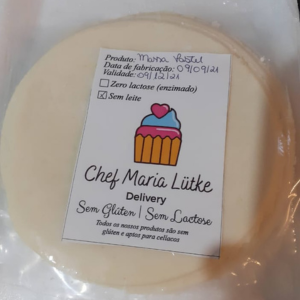 Produto: Massa Pastel
Data de fabricação: 09/09/21
Validade: 09/12/21
Zero lactose (enzimado)
Sem leite
Chef Maria Lütke
Delivery
Sem Glúten | Sem Lactose
Todos os nossos produtos são sem
glúten e aptos para celíacos